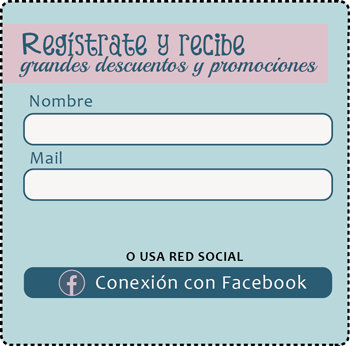 Regístrate y recibe
grandes descuentos y promociones
Nombre
Mail
O USA RED SOCIAL
Conexión con Facebook